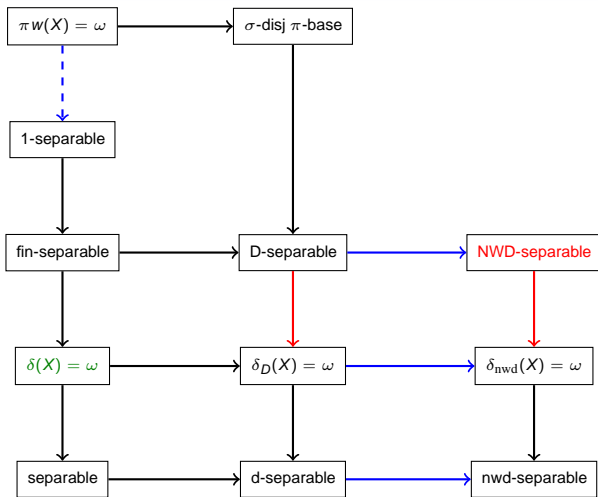 πw(X) = ω
σ-disj π-base
1-separable
fin-separable
D-separable
NWD-separable
δ(X) = ω
δ_D(X) = ω
δ_nwd(X) = ω
separable
d-separable
nwd-separable